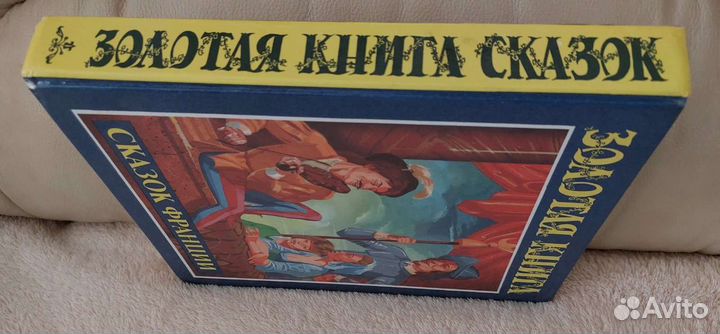 ЗОЛОТАЯ КНИГА СКАЗОК
ЗОЛОТАЯ КНИГА
СКАЗОК ФРАНЦИИ
Avito